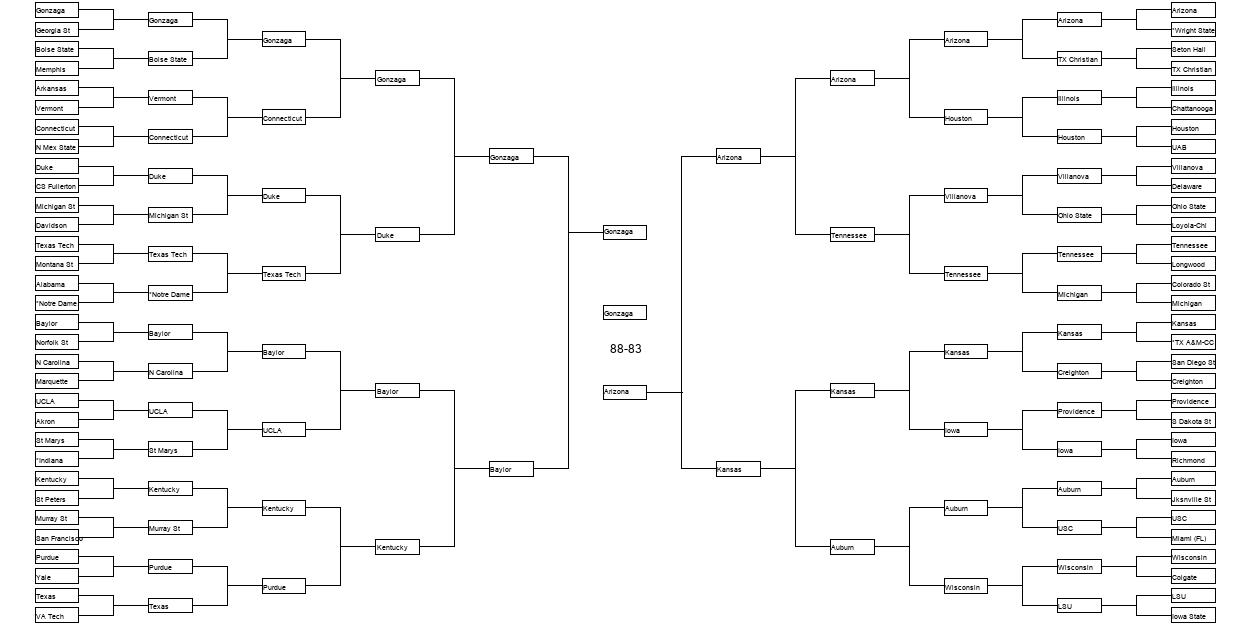 Gonzaga
Georgia St
Boise State
Memphis
Arkansas
Vermont
Connecticut
N Mex State
Duke
CS Fullerton
Michigan St
Davidson
Texas Tech
Montana St
Alabama
*Notre Dame
Baylor
Norfolk St
N Carolina
Marquette
UCLA
Akron
St Marys
*Indiana
Kentucky
St Peters
Murray St
San Francisco
Purdue
Yale
Texas
VA Tech
Gonzaga
Boise State
Vermont
Connecticut
Duke
Michigan St
Texas Tech
*Notre Dame
Baylor
N Carolina
UCLA
St Marys
Kentucky
Murray St
Purdue
Texas
Gonzaga
Connecticut
Duke
Texas Tech
Baylor
UCLA
Kentucky
Purdue
Gonzaga
Duke
Baylor
Kentucky
Gonzaga
Baylor
Gonzaga
Gonzaga
88-83
Arizona
Arizona
Kansas
Arizona
Tennessee
Kansas
Auburn
Arizona
Houston
Villanova
Tennessee
Kansas
Iowa
Auburn
Wisconsin
Arizona
TX Christian
Illinois
Houston
Villanova
Ohio State
Tennessee
Michigan
Kansas
Creighton
Providence
Iowa
Auburn
USC
Wisconsin
LSU
Arizona
*Wright State
Seton Hall
TX Christian
Illinois
Chattanooga
Houston
UAB
Villanova
Delaware
Ohio State
Loyola-Chi
Tennessee
Longwood
Colorado St
Michigan
Kansas
*TX A&M-CC
San Diego St
Creighton
Providence
S Dakota St
Iowa
Richmond
Auburn
Jksnville St
USC
Miami (FL)
Wisconsin
Colgate
LSU
Iowa State